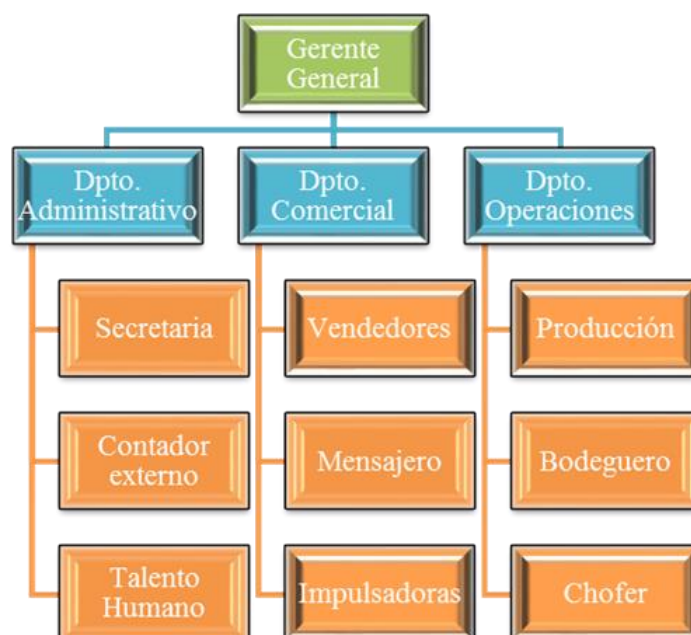 Gerente
General
Dpto.
Administrativo
Dpto.
Comercial
Dpto.
Operaciones
Secretaria
Vendedores
Producción
Contador
externo
Mensajero
Bodeguero
Talento
Humano
Impulsadoras
Chofer